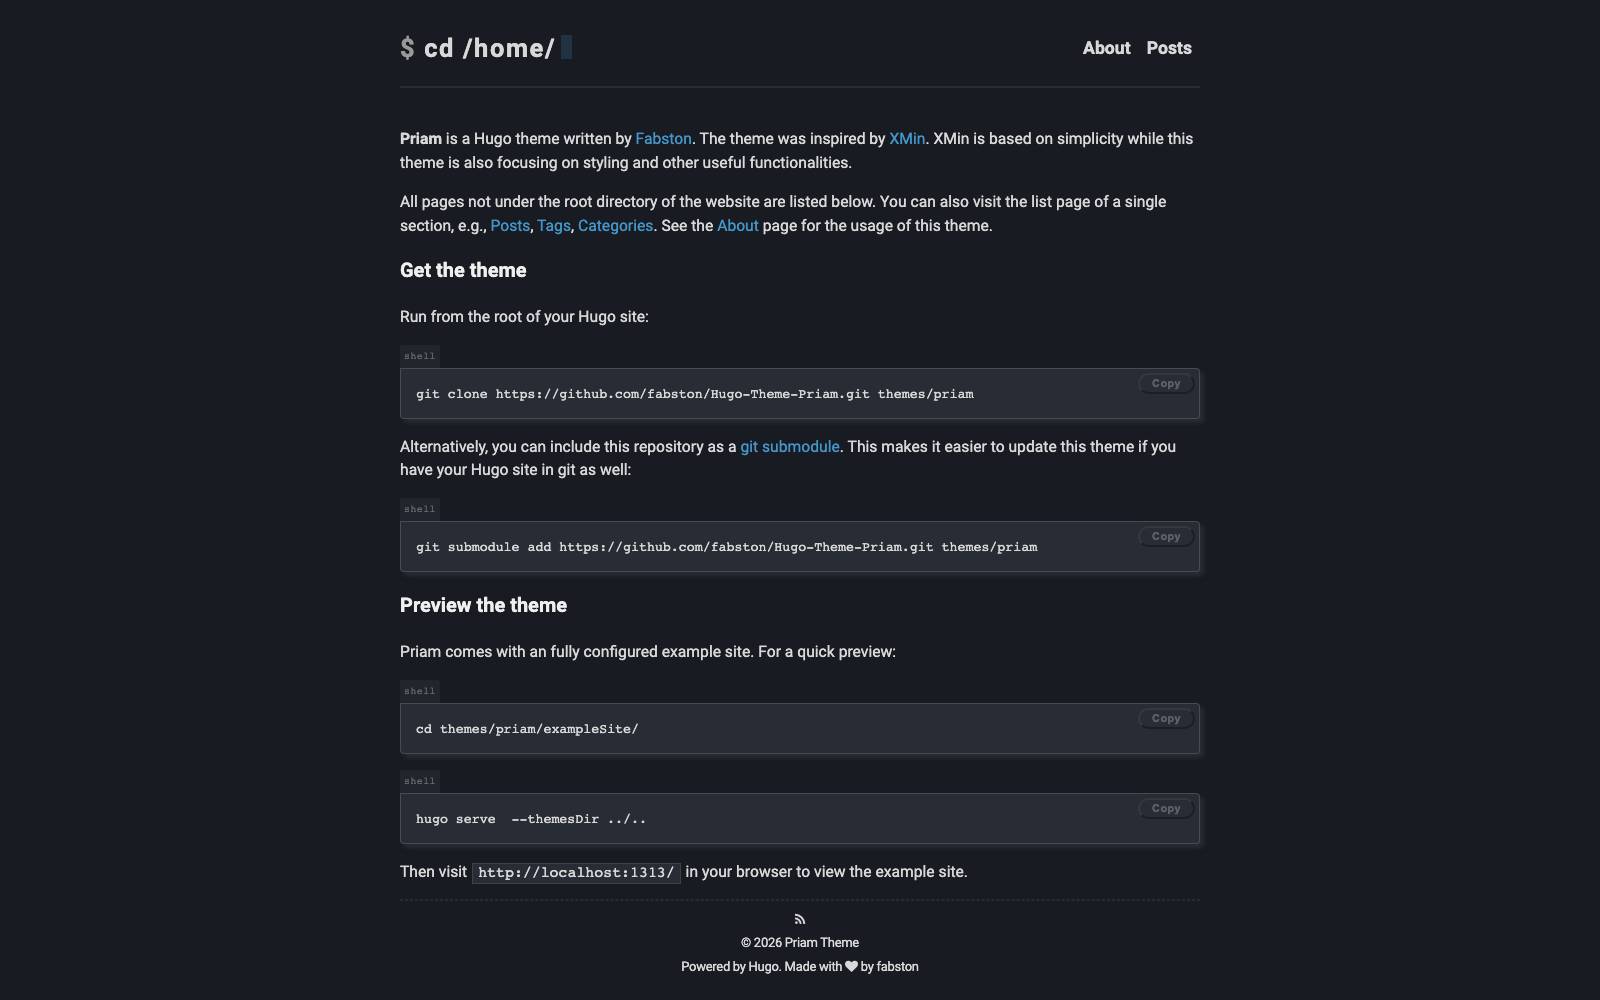 $ cd /home/
About Posts
Priam is a Hugo theme written by Fabston. The theme was inspired by XMin. XMin is based on simplicity while this
theme is also focusing on styling and other useful functionalities.
All pages not under the root directory of the website are listed below. You can also visit the list page of a single
section, e.g., Posts, Tags, Categories. See the About page for the usage of this theme.
Get the theme
Run from the root of your Hugo site:
shell
Copy
git clone https://github.com/fabston/Hugo-Theme-Priam.git themes/priam
Alternatively, you can include this repository as a git submodule. This makes it easier to update this theme if you
have your Hugo site in git as well:
shell
Copy
git submodule add https://github.com/fabston/Hugo-Theme-Priam.git themes/priam
Preview the theme
Priam comes with an fully configured example site. For a quick preview:
shell
Copy
cd themes/priam/exampleSite/
shell
Copy
hugo serve  --themesDir ../..
Then visit http://localhost:1313/ in your browser to view the example site.
© 2026 Priam Theme
Powered by Hugo. Made with ♥ by fabston